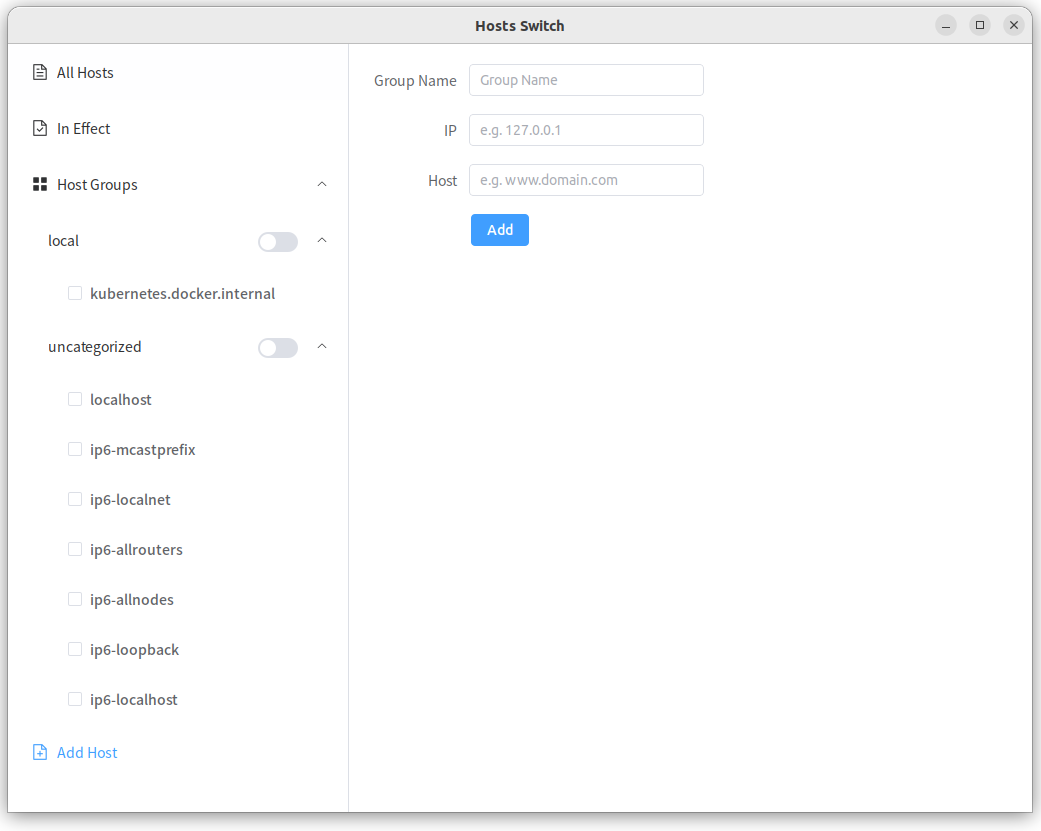 Hosts Switch
All Hosts
In Effect
Host Groups
local
kubernetes.docker.internal
uncategorized
localhost
ip6-mcastprefix
ip6-localnet
ip6-allrouters
ip6-allnodes
ip6-loopback
ip6-localhost
Add Host
Group Name Group Name
IP e.g. 127.0.0.1
Host e.g. www.domain.com
Add